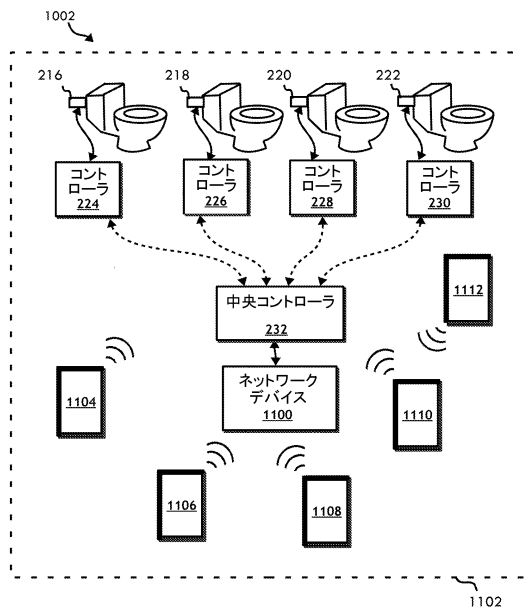 1002
216
218
220
222
コント
ローラ
224
コント
ローラ
226
コント
ローラ
228
コント
ローラ
230
中央コントローラ
232
ネットワーク
デバイス
1100
1112
1104
1110
1106
1108
1102